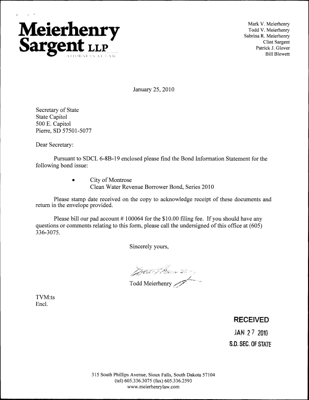 Meierhenry
Sargent LLP
ATTORNEYS AT LAW
Mark V. Meierhenry
Todd V. Meierhenry
Sabrina R. Meierhenry
Clint Sargent
Patrick J. Glover
Bill Blewett
January 25, 2010
Secretary of State
State Capitol
500 E. Capitol
Pierre, SD 57501-5077
Dear Secretary:
Pursuant to SDCL 6-8B-19 enclosed please find the Bond Information Statement for the
following bond issue:
• City of Montrose
Clean Water Revenue Borrower Bond, Series 2010
Please stamp date received on the copy to acknowledge receipt of these documents and
return in the envelope provided.
Please bill our pad account # 100064 for the $10.00 filing fee. If you should have any
questions or comments relating to this form, please call the undersigned of this office at (605)
336-3075.
Sincerely yours,
Todd Meierhenry
TVM:ts
Encl.
RECEIVED
JAN 27 2010
S.D. SEC. OF STATE
315 South Phillips Avenue, Sioux Falls, South Dakota 57104
(tel) 605.336.3075 (fax) 605.336.2593
www.meierhenrylaw.com